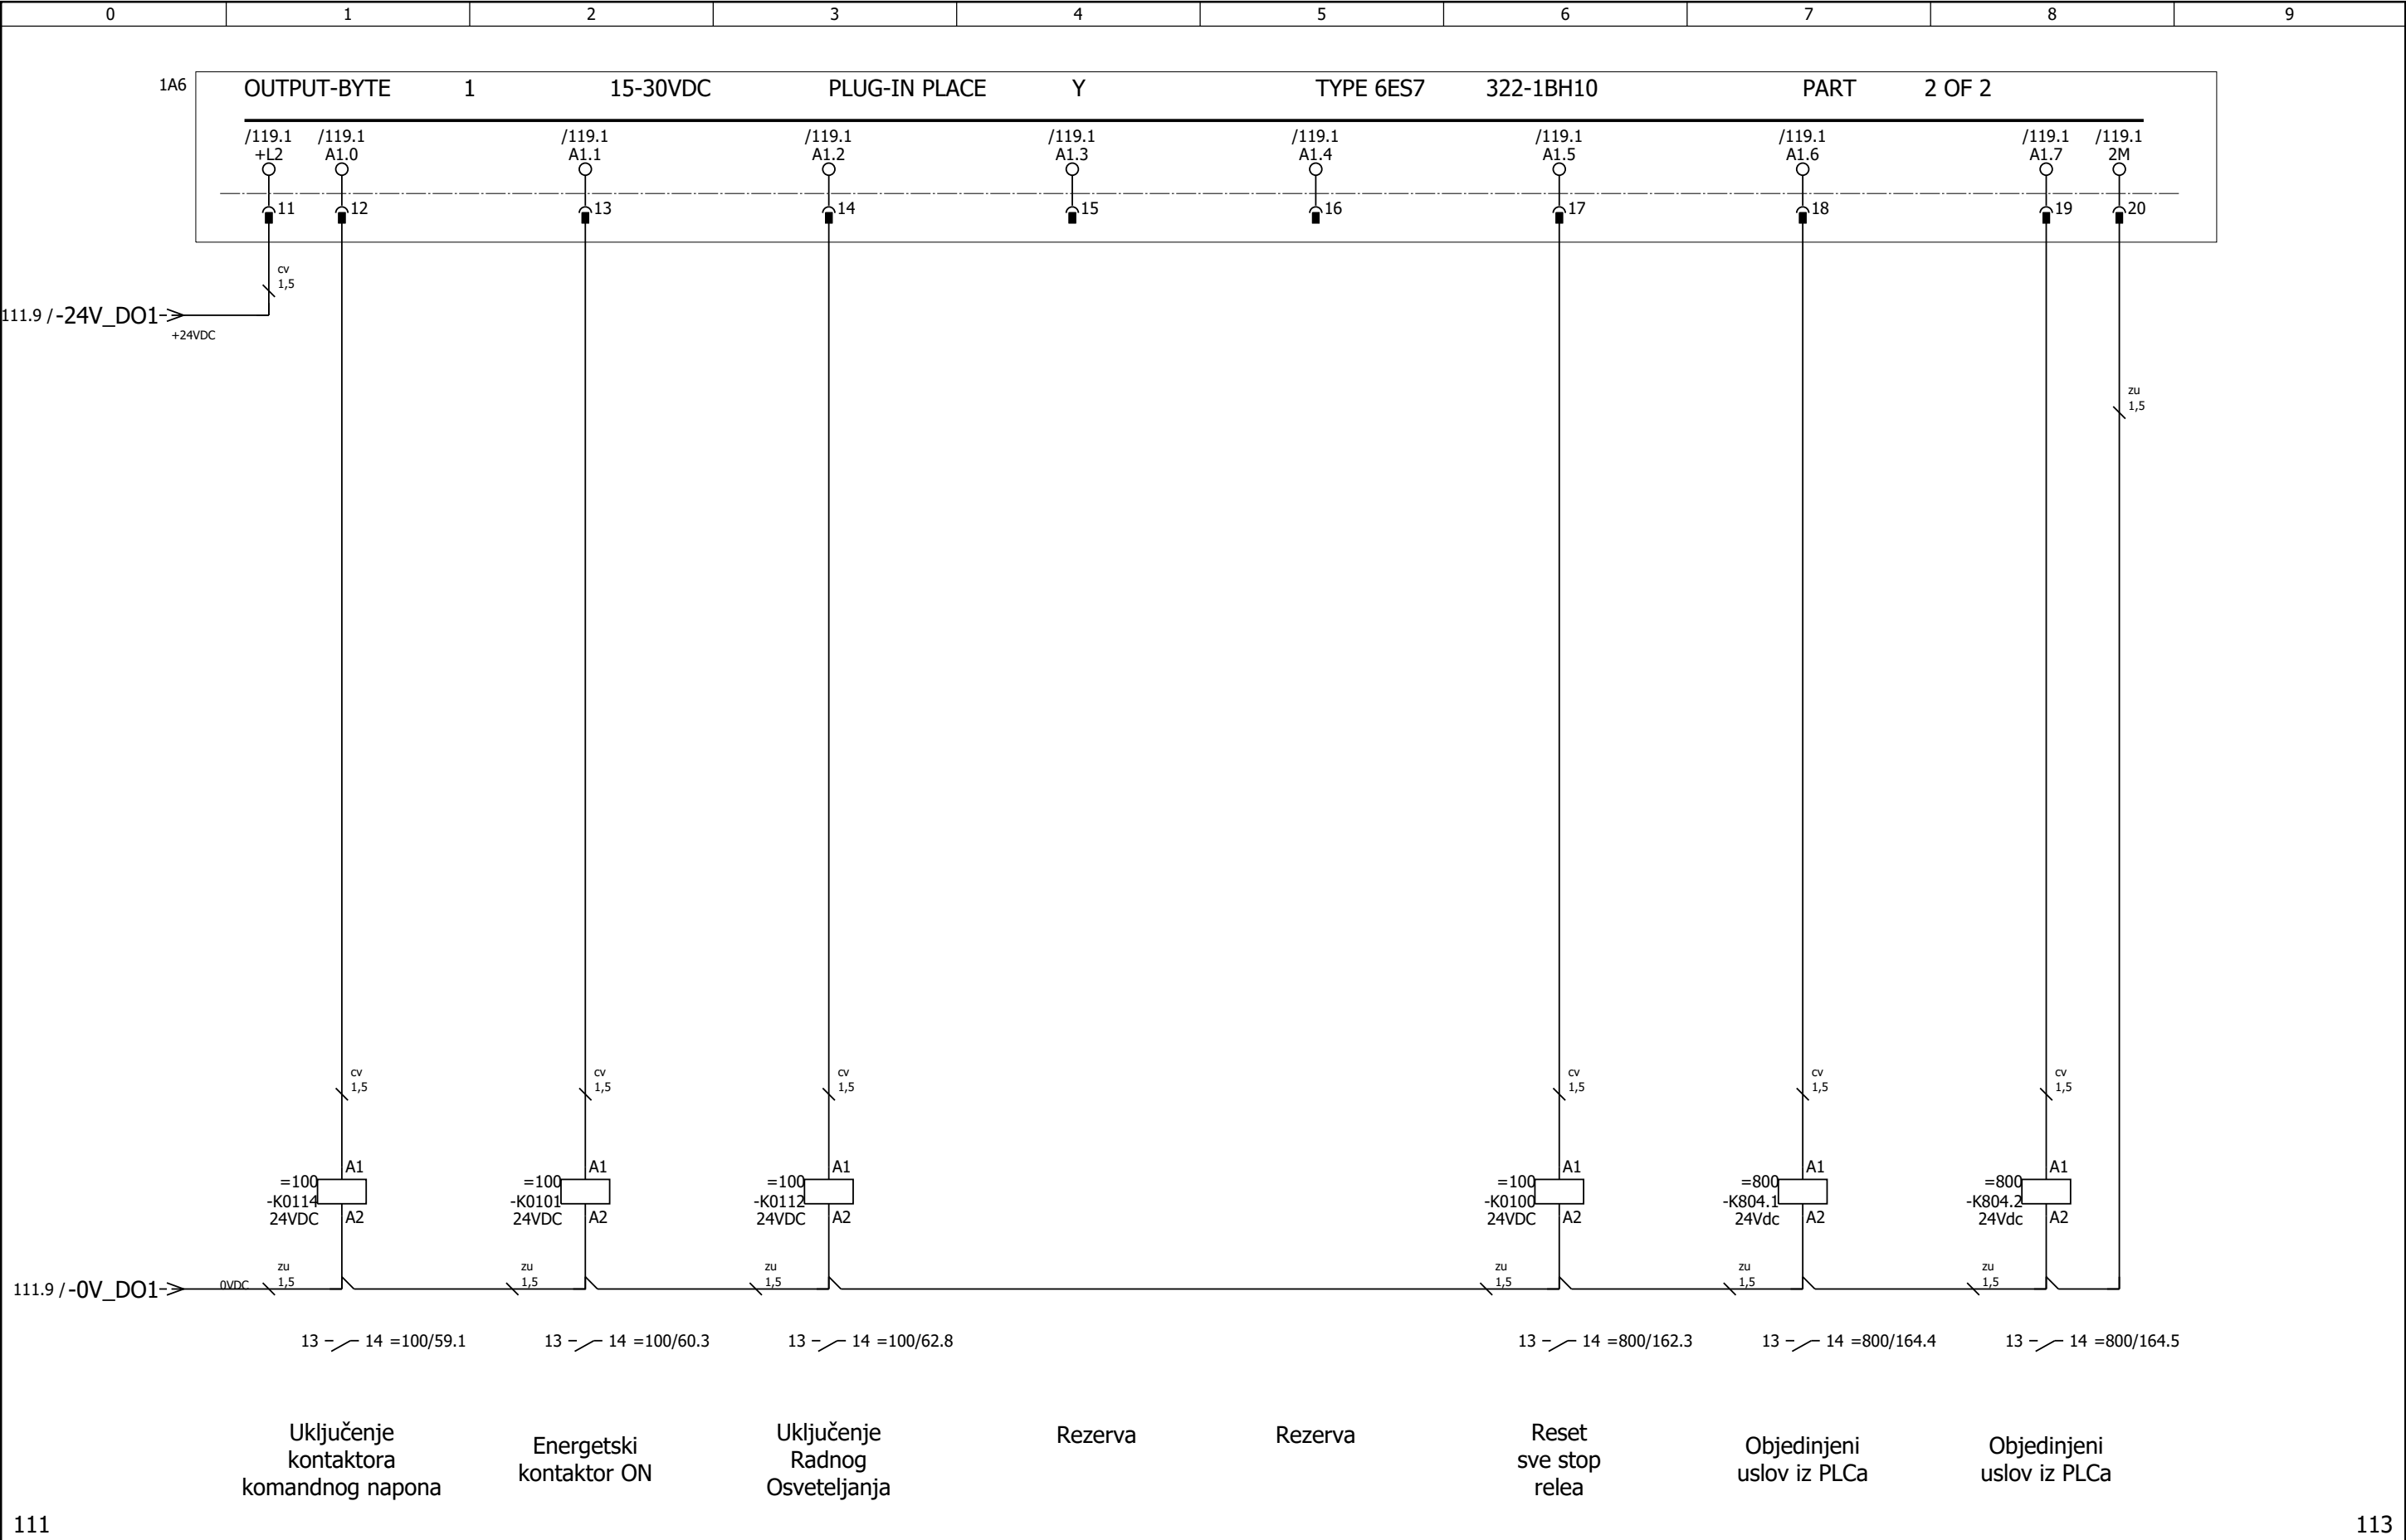 0 1 2 3 4 5 6 7 8 9
1A6 OUTPUT-BYTE 1 15-30VDC PLUG-IN PLACE Y TYPE 6ES7 322-1BH10 PART 2 OF 2
/119.1 /119.1 /119.1 /119.1 /119.1 /119.1 /119.1 /119.1 /119.1 /119.1
+L2 A1.0 A1.1 A1.2 A1.3 A1.4 A1.5 A1.6 A1.7 2M
11 12 13 14 15 16 17 18 19 20
cv
1,5
111.9 / -24V_DO1
+24VDC
zu
1,5
cv cv cv cv cv cv
1,5 1,5 1,5 1,5 1,5 1,5
A1 A1 A1 A1 A1 A1
=100 =100 =100 =100 =800 =800
-K0114 -K0101 -K0112 -K0100 -K804.1 -K804.2
24VDC A2 24VDC A2 24VDC A2 24VDC A2 24Vdc A2 24Vdc A2
zu zu zu zu zu zu
1,5 1,5 1,5 1,5 1,5 1,5
111.9 / -0V_DO1 0VDC
13 14 =100/59.1 13 14 =100/60.3 13 14 =100/62.8 13 14 =800/162.3 13 14 =800/164.4 13 14 =800/164.5
Uključenje
kontaktora
komandnog napona
Energetski
kontaktor ON
Uključenje
Radnog
Osveteljanja
Rezerva
Rezerva
Reset
sve stop
relea
Objedinjeni
uslov iz PLCa
Objedinjeni
uslov iz PLCa
111 113